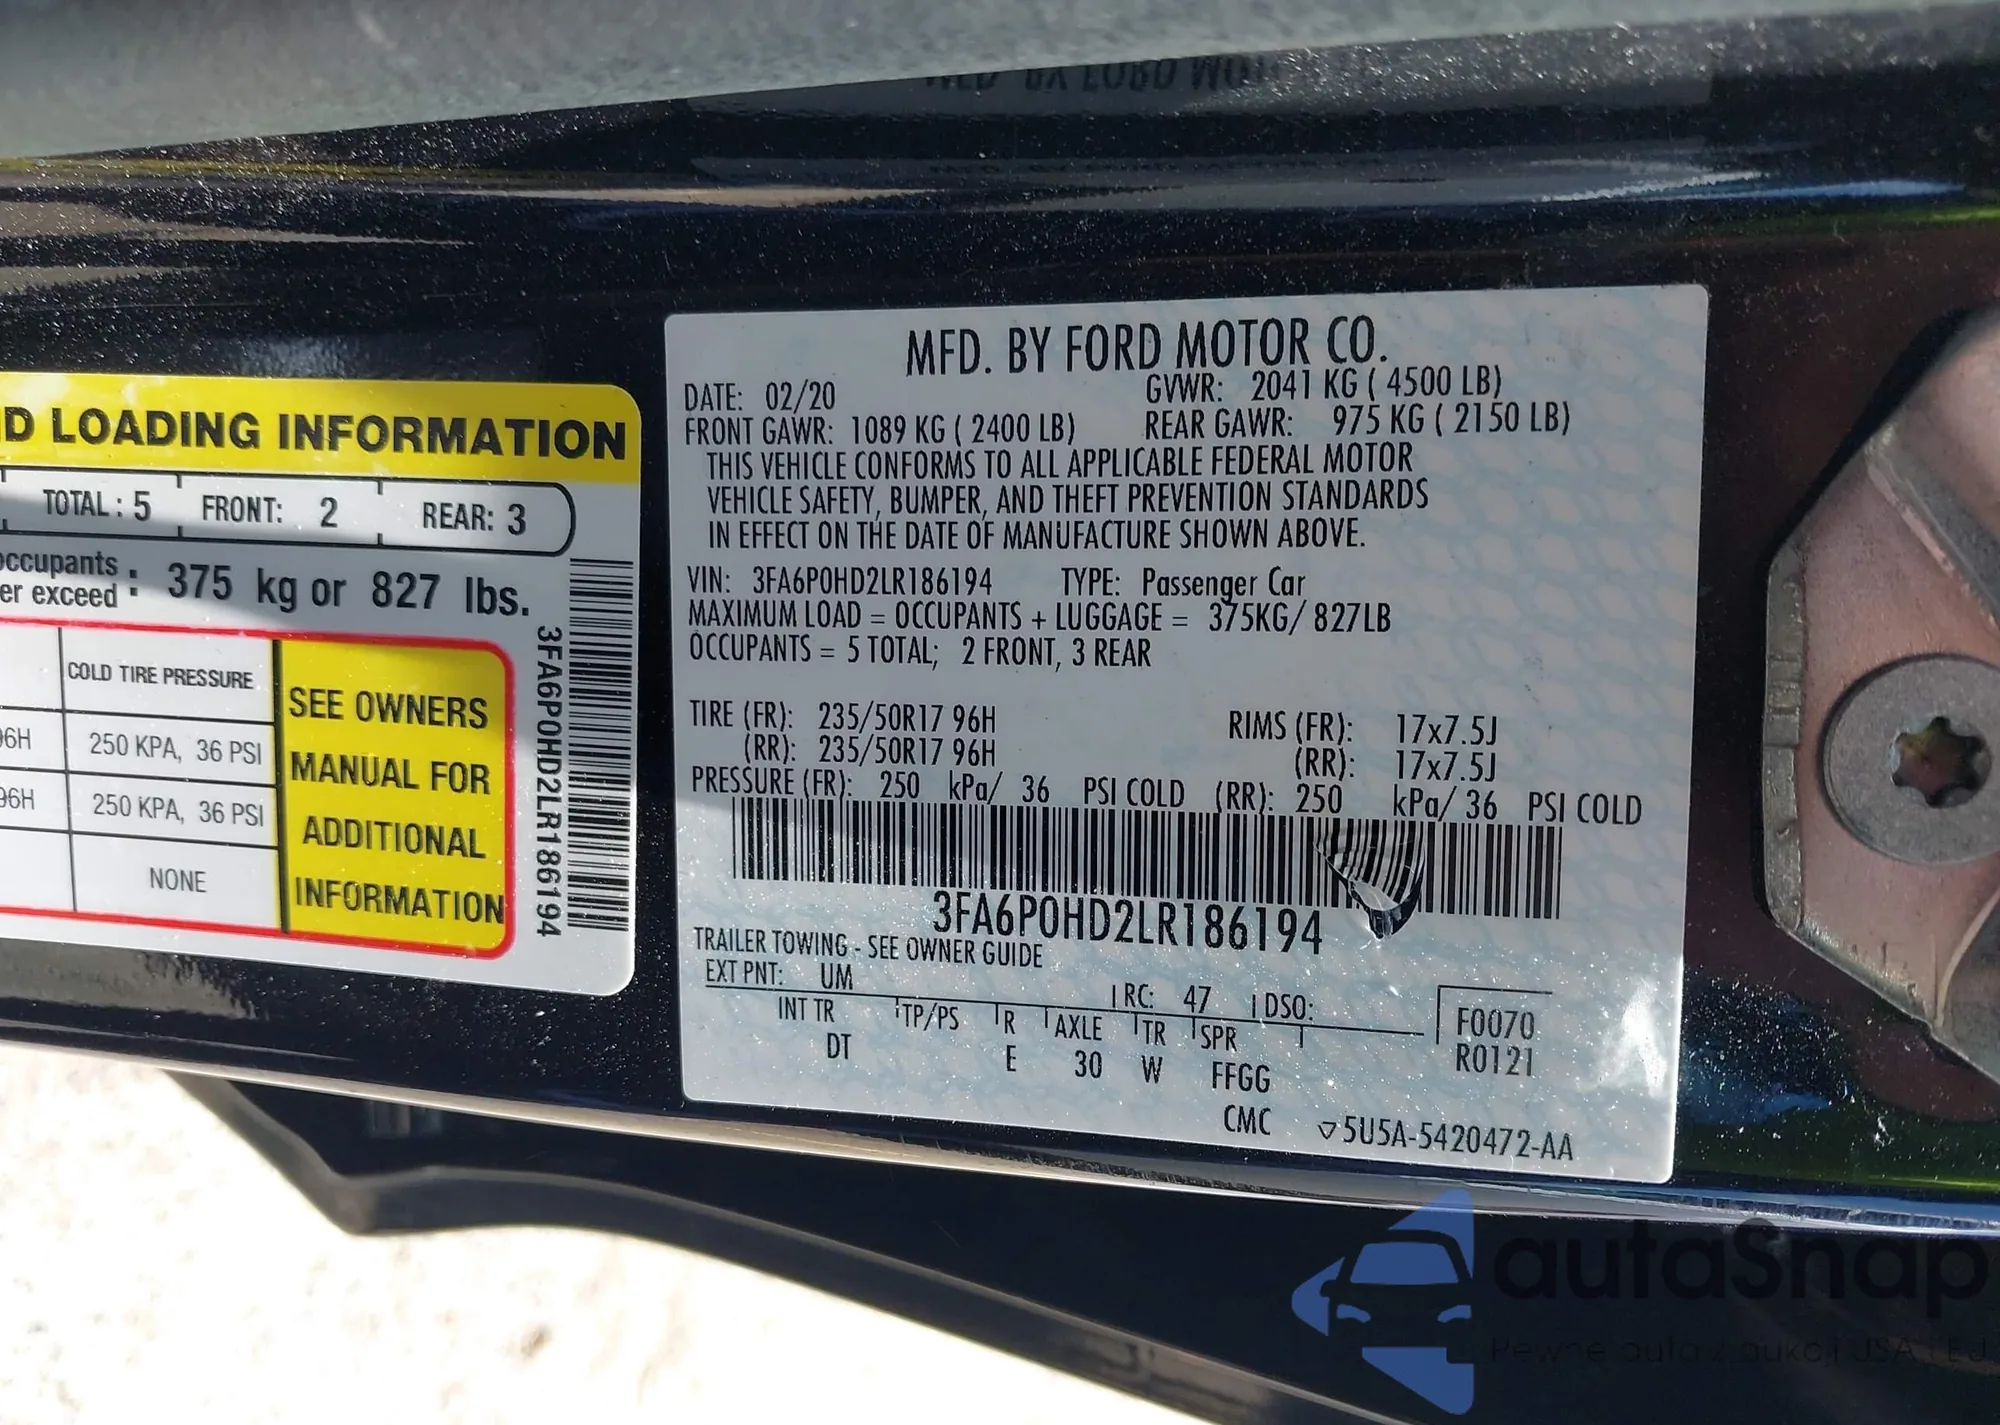 D LOADING INFORMATION
TOTAL: 5 FRONT: 2 REAR: 3
occupants
er exceed : 375 kg or 827 lbs.
COLD TIRE PRESSURE
96H 250 KPA, 36 PSI
96H 250 KPA, 36 PSI
NONE
SEE OWNERS
MANUAL FOR
ADDITIONAL
INFORMATION
3FA6P0HD2LR186194
MFD. BY FORD MOTOR CO.
DATE: 02/20 GVWR: 2041 KG ( 4500 LB)
FRONT GAWR: 1089 KG ( 2400 LB) REAR GAWR: 975 KG ( 2150 LB)
THIS VEHICLE CONFORMS TO ALL APPLICABLE FEDERAL MOTOR
VEHICLE SAFETY, BUMPER, AND THEFT PREVENTION STANDARDS
IN EFFECT ON THE DATE OF MANUFACTURE SHOWN ABOVE.
VIN: 3FA6P0HD2LR186194 TYPE: Passenger Car
MAXIMUM LOAD = OCCUPANTS + LUGGAGE = 375KG/ 827LB
OCCUPANTS = 5 TOTAL; 2 FRONT, 3 REAR
TIRE (FR): 235/50R17 96H RIMS (FR): 17x7.5J
(RR): 235/50R17 96H (RR): 17x7.5J
PRESSURE (FR): 250 kPa/ 36 PSI COLD (RR): 250 kPa/ 36 PSI COLD
3FA6P0HD2LR186194
TRAILER TOWING - SEE OWNER GUIDE
EXT PNT: UM RC: 47 DSO: F0070
INT TR TP/PS R AXLE TR SPR R0121
DT E 30 W FFGG
CMC 5U5A-5420472-AA
autaSnap
Pewne auta z aukcji USA i EU